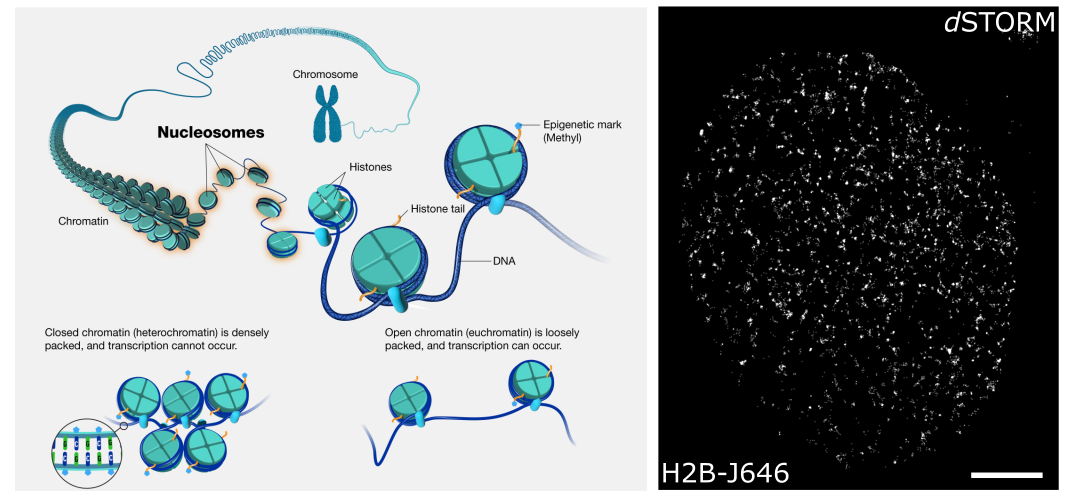 Chromosome
Nucleosomes
Epigenetic mark
(Methyl)
Histones
Chromatin
Histone tail
DNA
Closed chromatin (heterochromatin) is densely
packed, and transcription cannot occur.
Open chromatin (euchromatin) is loosely
packed, and transcription can occur.
dSTORM
H2B-J646